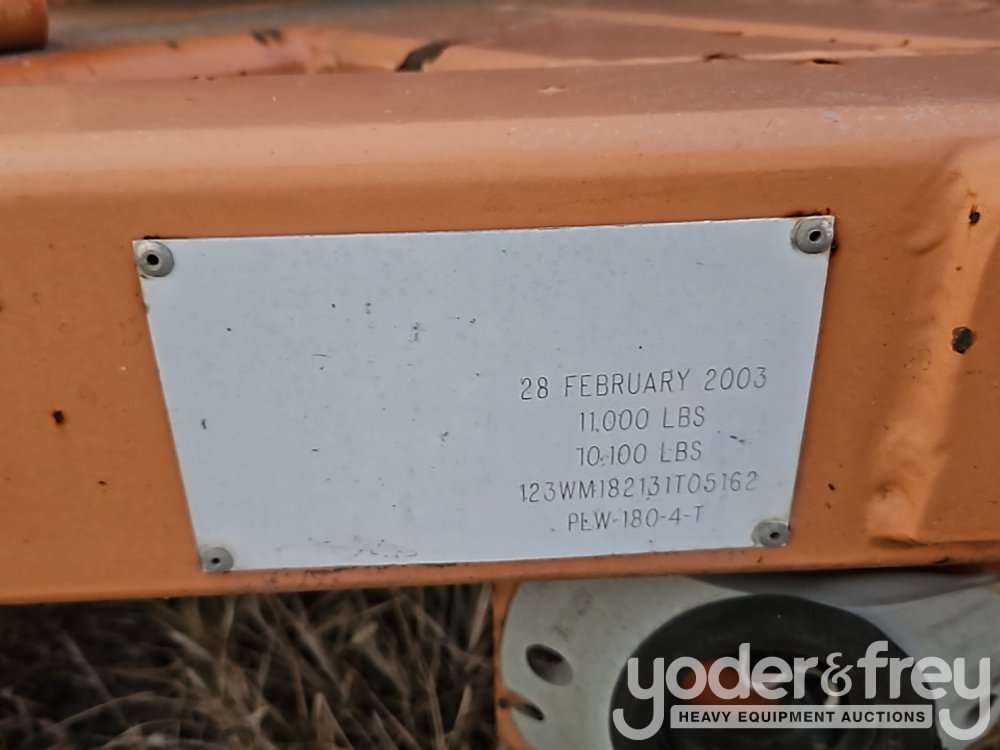 28 FEBRUARY 2003
11,000 LBS
10,100 LBS
123WM182131T05162
PLW-180-4-T
yoder&frey
HEAVY EQUIPMENT AUCTIONS